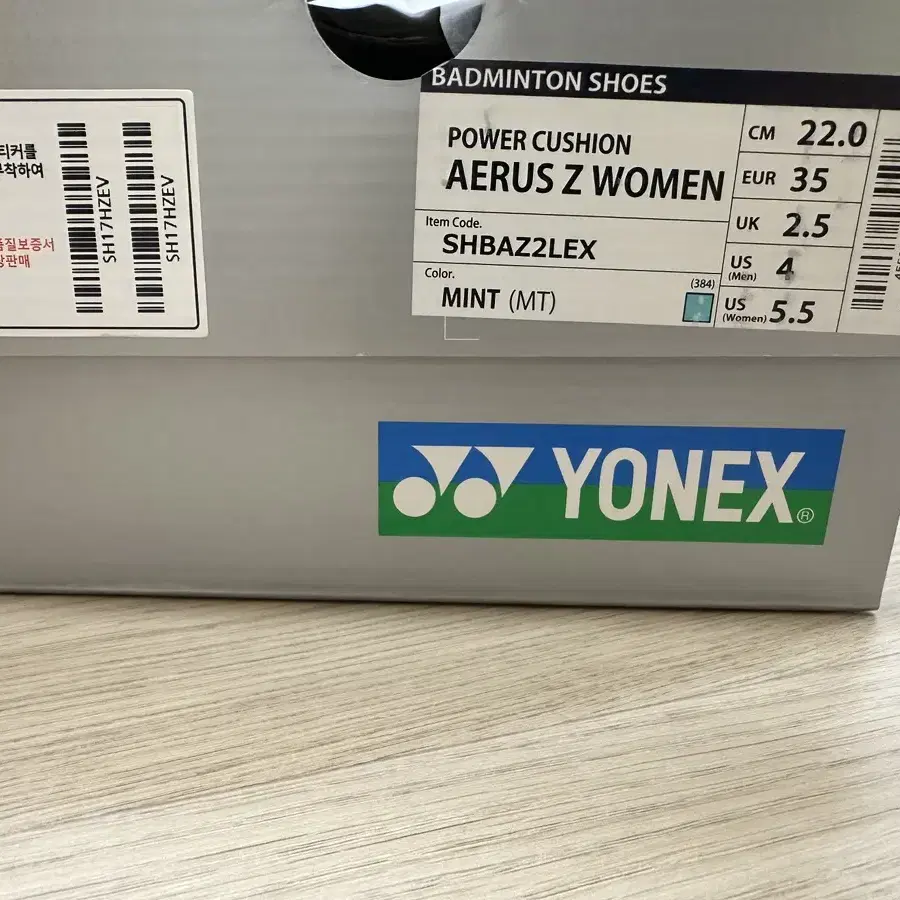 BADMINTON SHOES
POWER CUSHION
AERUS Z WOMEN
Item Code.
SHBAZ2LEX
Color.
(384)
MINT (MT)
CM 22.0
EUR 35
UK 2.5
US (Men) 4
US (Women) 5.5
티커를
부착하여
품질보증서
SH17HZEV
SH17HZEV
YONEX®